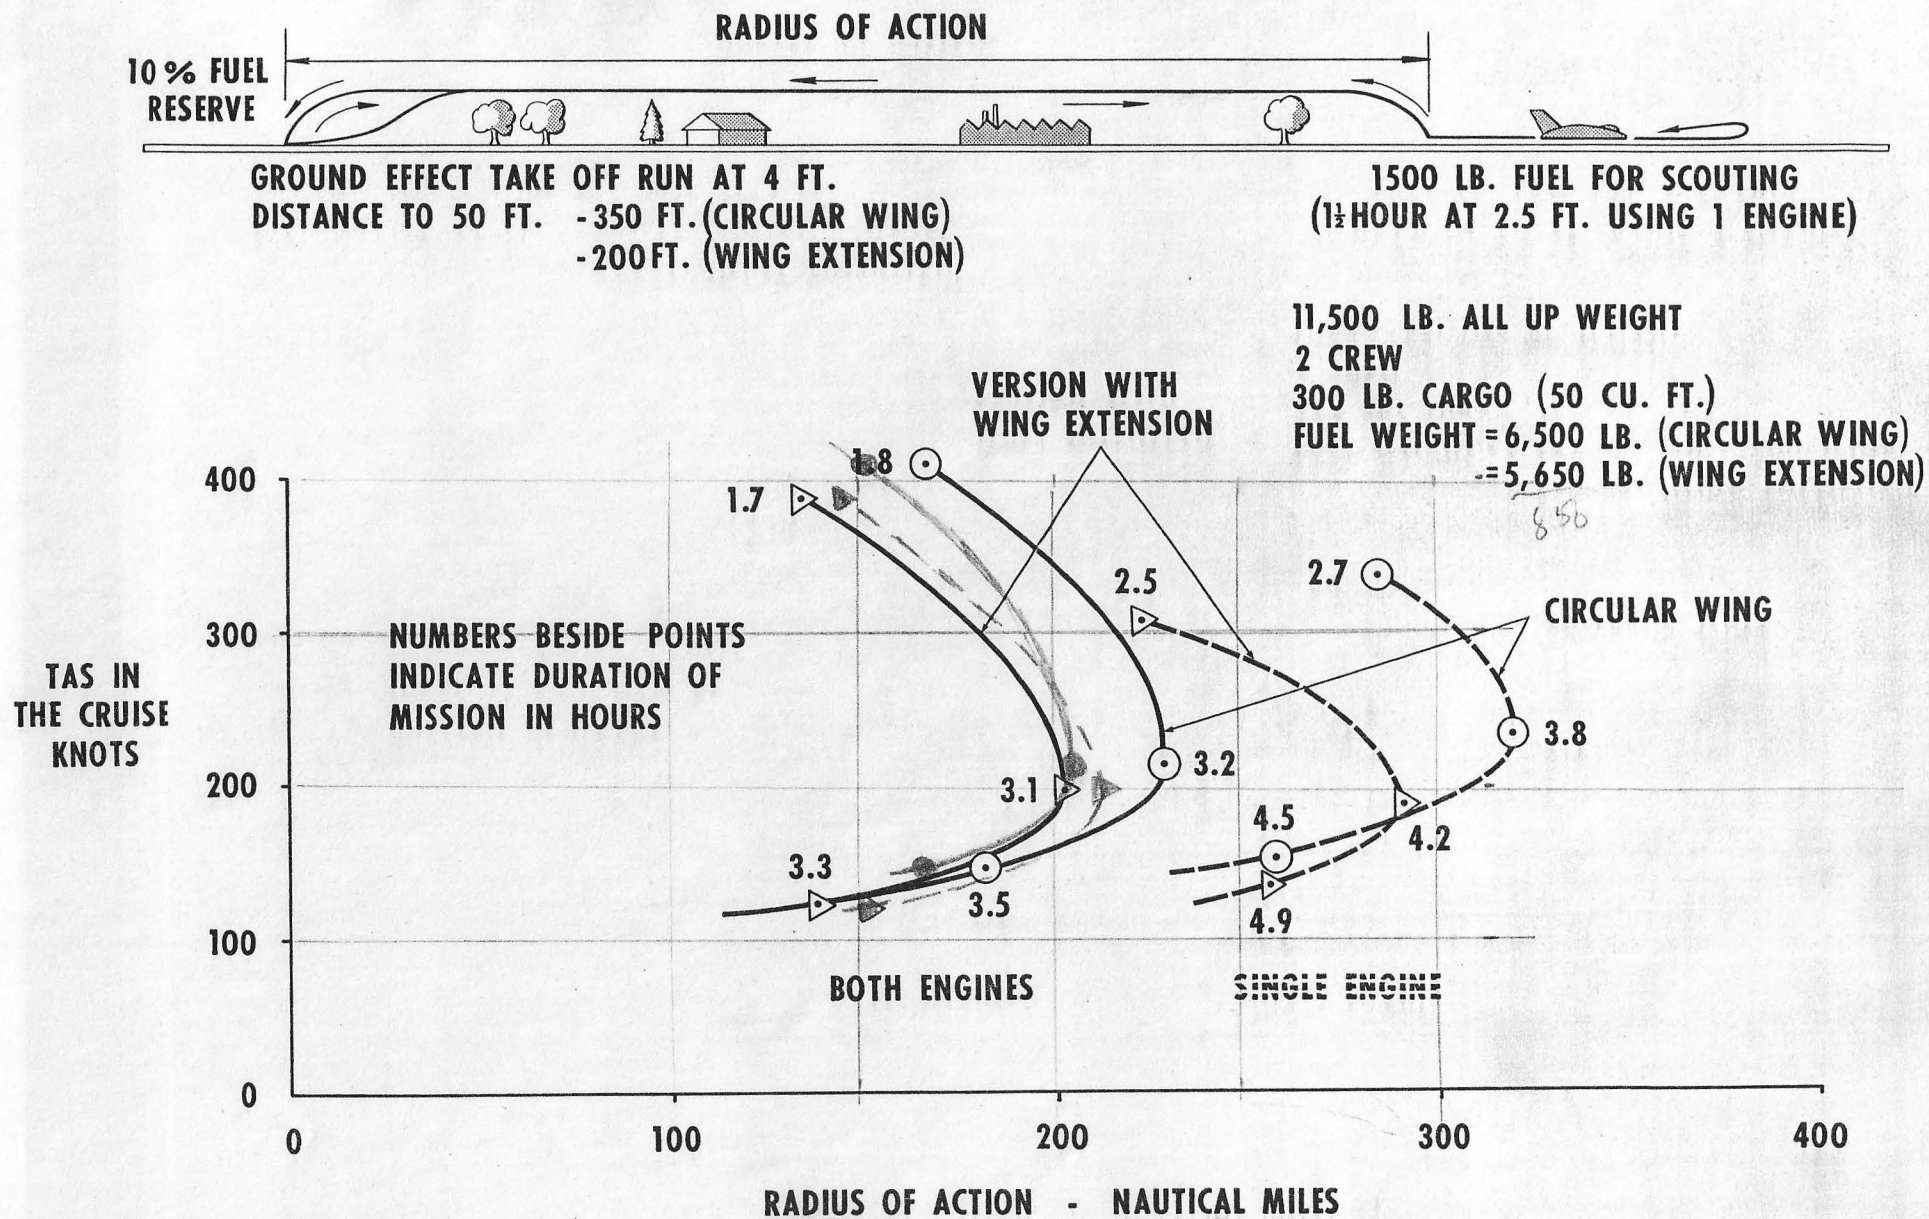 RADIUS OF ACTION
10% FUEL
RESERVE
GROUND EFFECT TAKE OFF RUN AT 4 FT.
DISTANCE TO 50 FT. -350 FT. (CIRCULAR WING)
-200 FT. (WING EXTENSION)
1500 LB. FUEL FOR SCOUTING
(1½ HOUR AT 2.5 FT. USING 1 ENGINE)
11,500 LB. ALL UP WEIGHT
2 CREW
300 LB. CARGO (50 CU. FT.)
FUEL WEIGHT = 6,500 LB. (CIRCULAR WING)
-=5,650 LB. (WING EXTENSION)
850
VERSION WITH
WING EXTENSION
CIRCULAR WING
NUMBERS BESIDE POINTS
INDICATE DURATION OF
MISSION IN HOURS
TAS IN
THE CRUISE
KNOTS
400
300
200
100
0
1.7
1.8
3.1
3.2
3.3
3.5
2.5
2.7
3.8
4.5
4.2
4.9
BOTH ENGINES
SINGLE ENGINE
0
100
200
300
400
RADIUS OF ACTION - NAUTICAL MILES